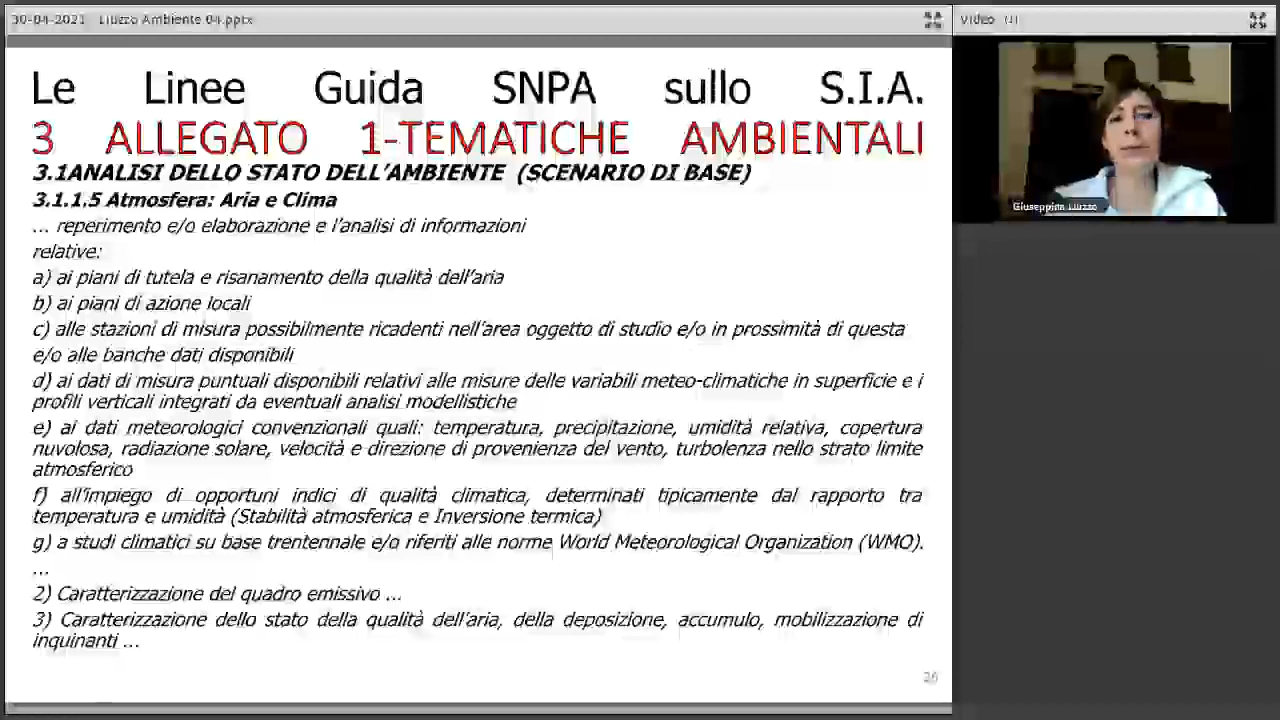 30-04-2021 Liuzzo Ambiente 04.pptx
Video (1)
Le Linee Guida SNPA sullo S.I.A.
3 ALLEGATO 1-TEMATICHE AMBIENTALI
3.1ANALISI DELLO STATO DELL’AMBIENTE (SCENARIO DI BASE)
3.1.1.5 Atmosfera: Aria e Clima
... reperimento e/o elaborazione e l’analisi di informazioni
relative:
a) ai piani di tutela e risanamento della qualità dell’aria
b) ai piani di azione locali
c) alle stazioni di misura possibilmente ricadenti nell’area oggetto di studio e/o in prossimità di questa
e/o alle banche dati disponibili
d) ai dati di misura puntuali disponibili relativi alle misure delle variabili meteo-climatiche in superficie e i
profili verticali integrati da eventuali analisi modellistiche
e) ai dati meteorologici convenzionali quali: temperatura, precipitazione, umidità relativa, copertura
nuvolosa, radiazione solare, velocità e direzione di provenienza del vento, turbolenza nello strato limite
atmosferico
f) all’impiego di opportuni indici di qualità climatica, determinati tipicamente dal rapporto tra
temperatura e umidità (Stabilità atmosferica e Inversione termica)
g) a studi climatici su base trentennale e/o riferiti alle norme World Meteorological Organization (WMO).
...
2) Caratterizzazione del quadro emissivo ...
3) Caratterizzazione dello stato della qualità dell’aria, della deposizione, accumulo, mobilizzazione di
inquinanti ...
26
Giuseppina Liuzzo